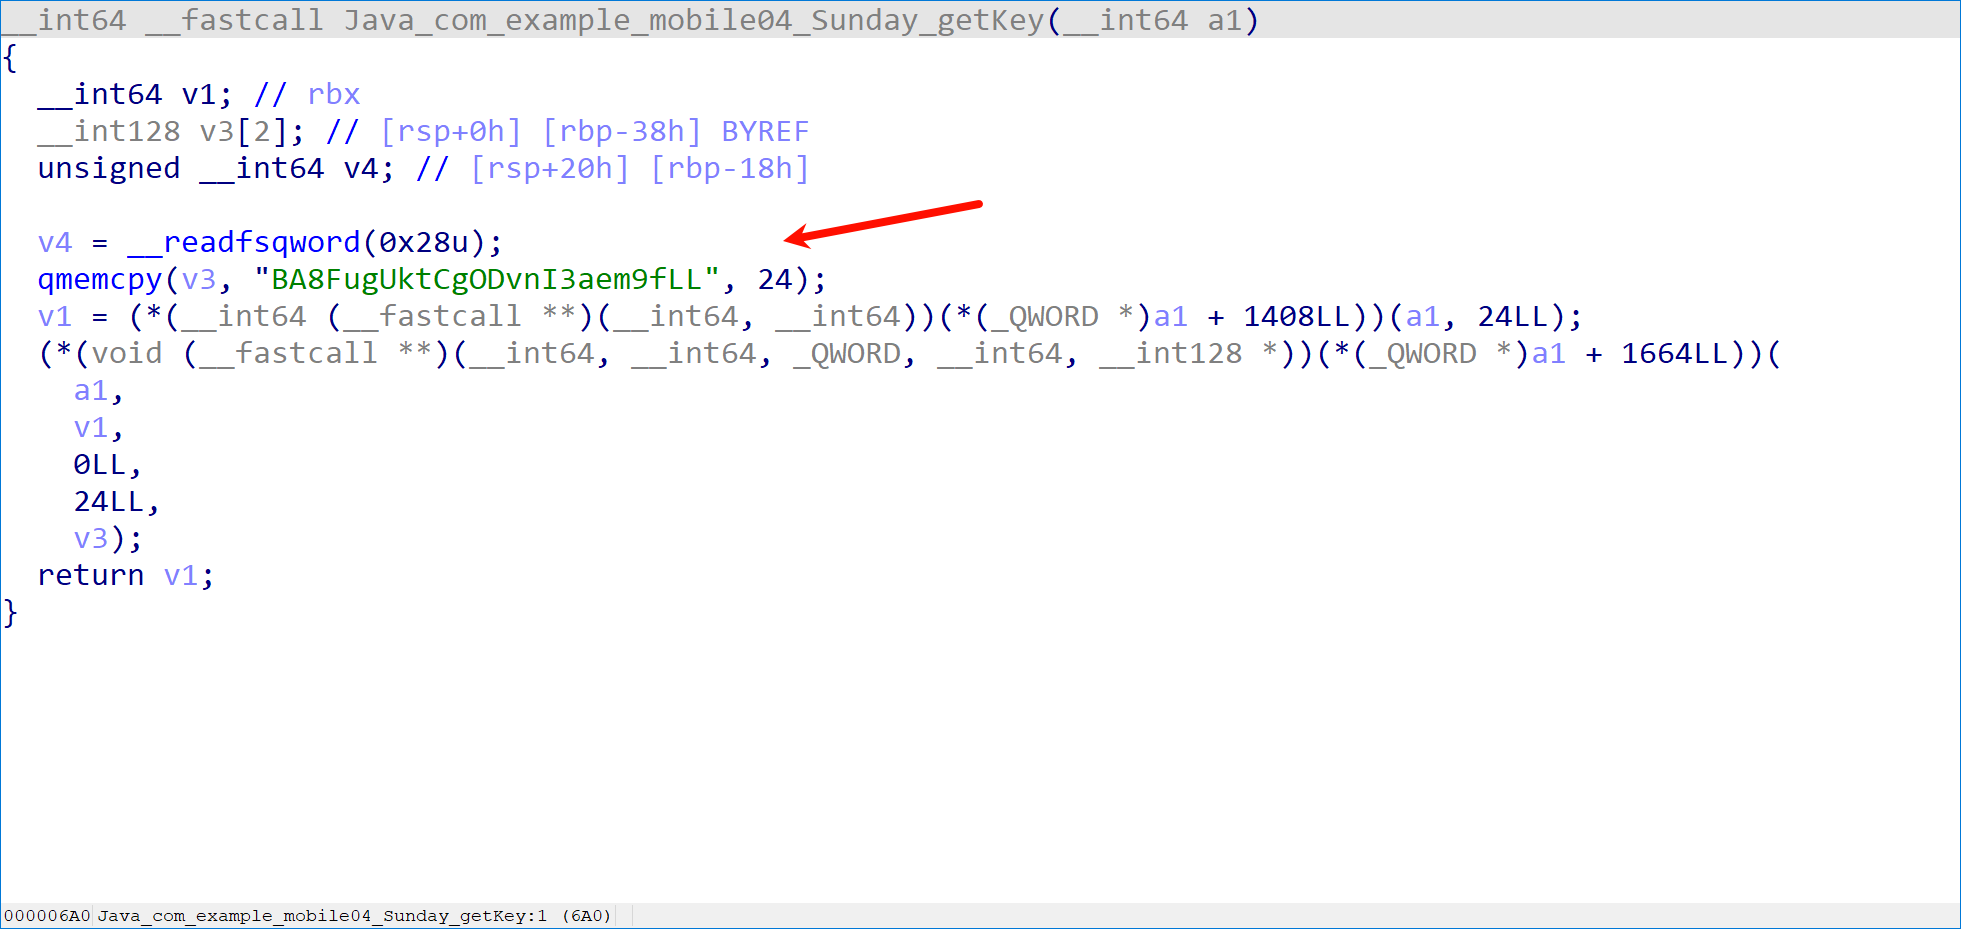 __int64 __fastcall Java_com_example_mobile04_Sunday_getKey(__int64 a1)
{
  __int64 v1; // rbx
  __int128 v3[2]; // [rsp+0h] [rbp-38h] BYREF
  unsigned __int64 v4; // [rsp+20h] [rbp-18h]

  v4 = __readfsqword(0x28u);
  qmemcpy(v3, "BA8FugUktCgODvnI3aem9fLL", 24);
  v1 = (*(__int64 (__fastcall **)(__int64, __int64))(*(_QWORD *)a1 + 1408LL))(a1, 24LL);
  (*(void (__fastcall **)(__int64, __int64, _QWORD, __int64, __int128 *))(*(_QWORD *)a1 + 1664LL))(
    a1,
    v1,
    0LL,
    24LL,
    v3);
  return v1;
}
000006A0 Java_com_example_mobile04_Sunday_getKey:1 (6A0)